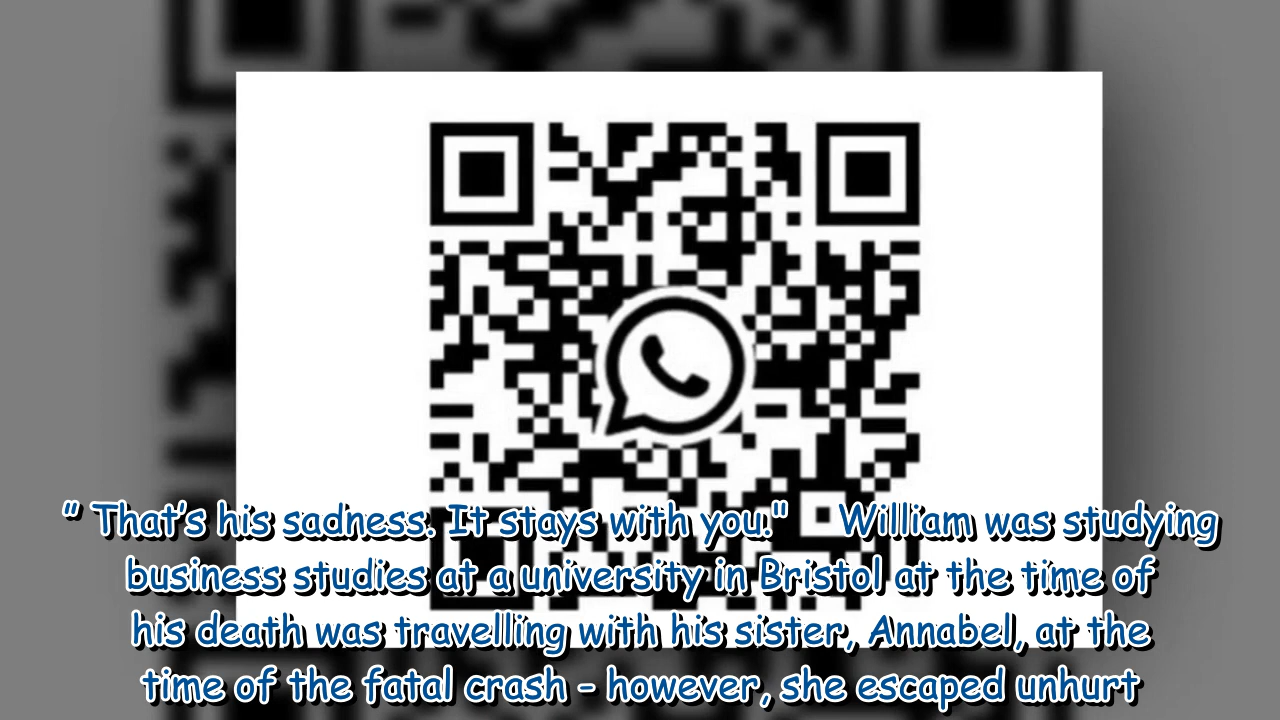 ” That’s his sadness. It stays with you." William was studying
business studies at a university in Bristol at the time of
his death was travelling with his sister, Annabel, at the
time of the fatal crash – however, she escaped unhurt